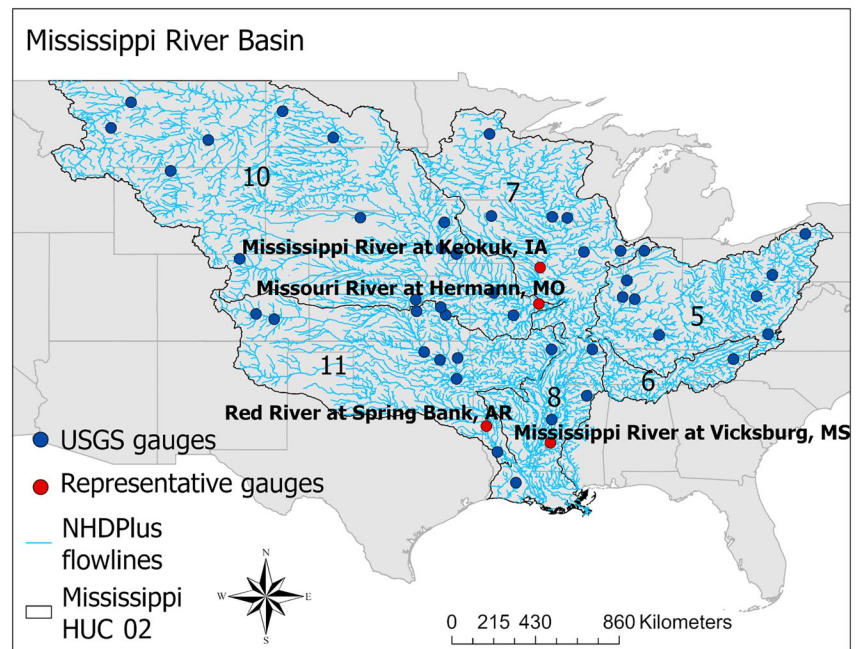 Mississippi River Basin
10
7
Mississippi River at Keokuk, IA
Missouri River at Hermann, MO
5
11
6
8
Red River at Spring Bank, AR
Mississippi River at Vicksburg, MS
USGS gauges
Representative gauges
NHDPlus
flowlines
Mississippi
HUC 02
N
W E
S
0 215 430 860 Kilometers